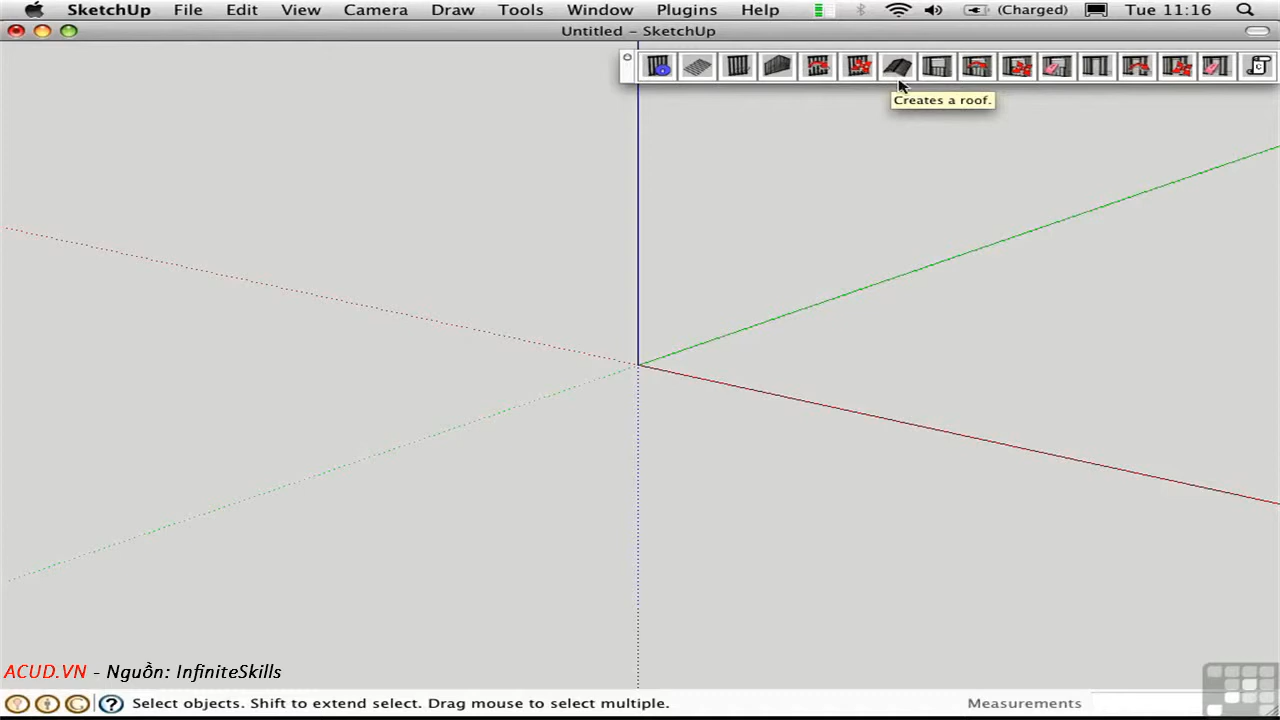 SketchUp File Edit View Camera Draw Tools Window Plugins Help (Charged) Tue 11:16
Untitled – SketchUp
Creates a roof.
ACUD.VN - Nguồn: InfiniteSkills
Select objects. Shift to extend select. Drag mouse to select multiple. Measurements